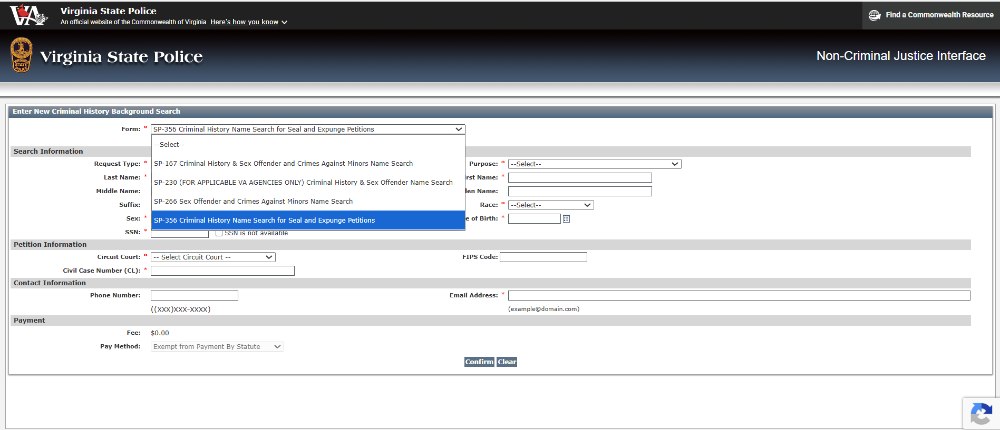 VA
Virginia State Police
An official website of the Commonwealth of Virginia Here's how you know
Find a Commonwealth Resource
VIRGINIA STATE POLICE
Virginia State Police
Non-Criminal Justice Interface
Enter New Criminal History Background Search
Form: * SP-356 Criminal History Name Search for Seal and Expunge Petitions
--Select--
SP-167 Criminal History & Sex Offender and Crimes Against Minors Name Search
SP-230 (FOR APPLICABLE VA AGENCIES ONLY) Criminal History & Sex Offender Name Search
SP-266 Sex Offender and Crimes Against Minors Name Search
SP-356 Criminal History Name Search for Seal and Expunge Petitions
Search Information
Request Type: * Purpose: * --Select--
Last Name: * rst Name: *
Middle Name: den Name:
Suffix: Race: * --Select--
Sex: * e of Birth: *
SSN: * SSN is not available
Petition Information
Circuit Court: * -- Select Circuit Court -- FIPS Code:
Civil Case Number (CL): *
Contact Information
Phone Number: Email Address: *
((xxx)xxx-xxxx) (example@domain.com)
Payment
Fee: $0.00
Pay Method: Exempt from Payment By Statute
Confirm Clear